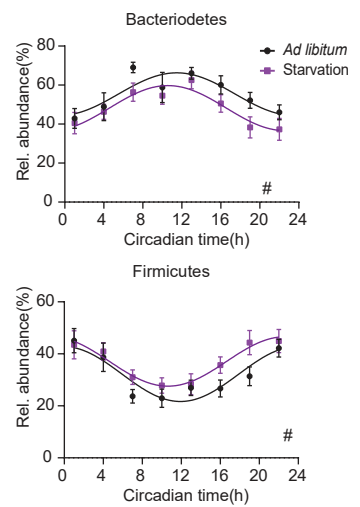 Bacteriodetes
Rel. abundance(%)
80
60
40
20
0
Ad libitum
Starvation
#
0 4 8 12 16 20 24
Circadian time(h)
Firmicutes
Rel. abundance(%)
60
40
20
0
#
0 4 8 12 16 20 24
Circadian time(h)